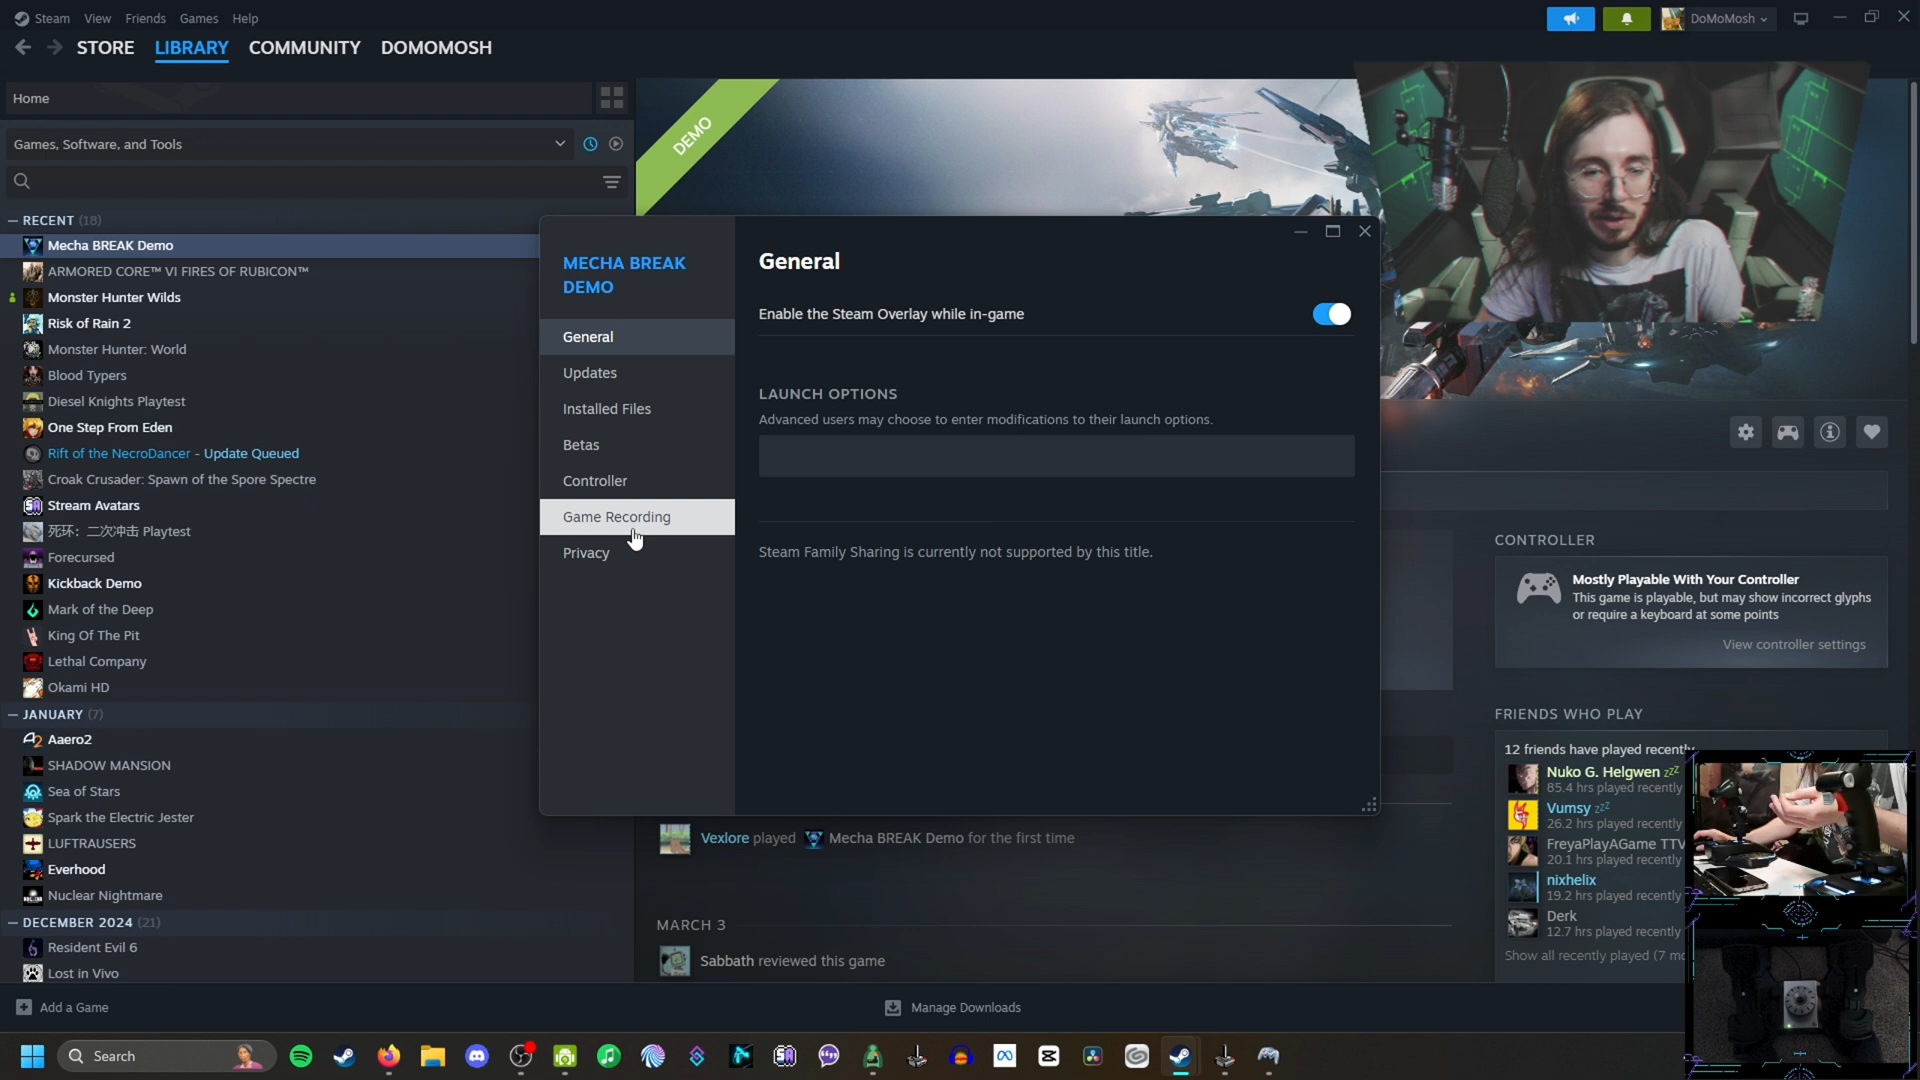 Steam View Friends Games Help
DoMoMosh
STORE LIBRARY COMMUNITY DOMOMOSH
Home
Games, Software, and Tools
— RECENT (18)
Mecha BREAK Demo
ARMORED CORE™ VI FIRES OF RUBICON™
Monster Hunter Wilds
Risk of Rain 2
Monster Hunter: World
Blood Typers
Diesel Knights Playtest
One Step From Eden
Rift of the NecroDancer - Update Queued
Croak Crusader: Spawn of the Spore Spectre
Stream Avatars
死环：二次冲击 Playtest
Forecursed
Kickback Demo
Mark of the Deep
King Of The Pit
Lethal Company
Okami HD
— JANUARY (7)
Aaero2
SHADOW MANSION
Sea of Stars
Spark the Electric Jester
LUFTRAUSERS
Everhood
Nuclear Nightmare
— DECEMBER 2024 (21)
Resident Evil 6
Lost in Vivo
DEMO
MECHA BREAK
DEMO
General
Updates
Installed Files
Betas
Controller
Game Recording
Privacy
General
Enable the Steam Overlay while in-game
LAUNCH OPTIONS
Advanced users may choose to enter modifications to their launch options.
Steam Family Sharing is currently not supported by this title.
CONTROLLER
Mostly Playable With Your Controller
This game is playable, but may show incorrect glyphs
or require a keyboard at some points
View controller settings
FRIENDS WHO PLAY
12 friends have played recently
Nuko G. Helgwen zzZ
85.4 hrs played recently
Vumsy zzZ
26.2 hrs played recently
FreyaPlayAGame TTV
20.1 hrs played recently
nixhelix
19.2 hrs played recently
Derk
12.7 hrs played recently
Show all recently played (7
Vexlore played Mecha BREAK Demo for the first time
MARCH 3
Sabbath reviewed this game
Add a Game
Manage Downloads
Search